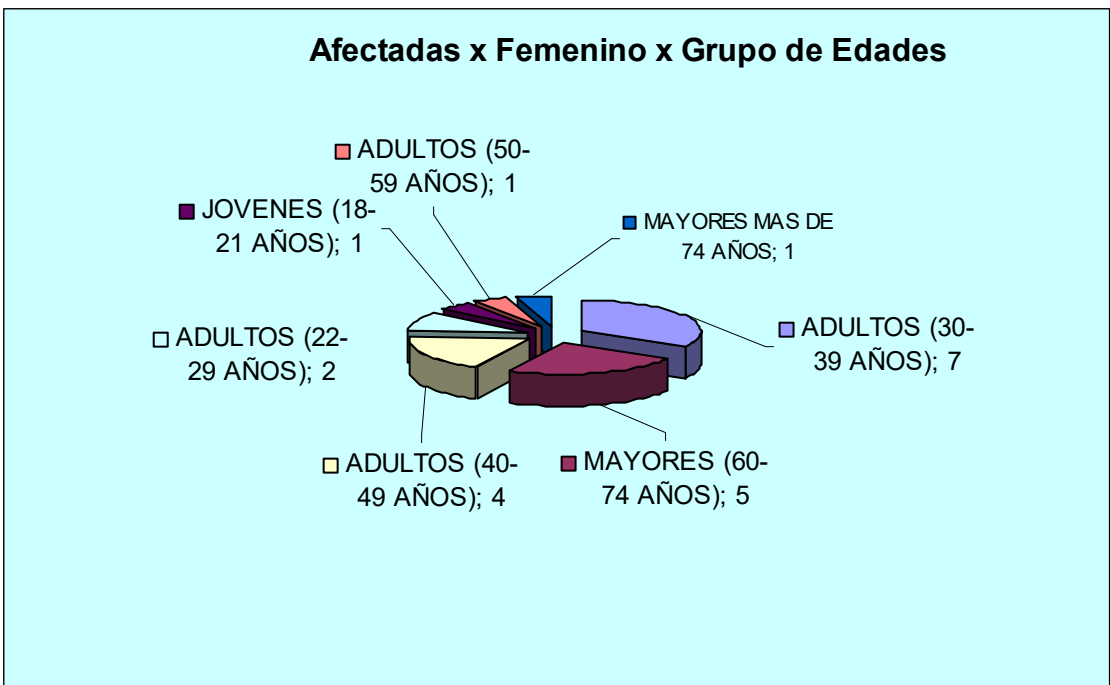 Afectadas x Femenino x Grupo de Edades
ADULTOS (50-
59 AÑOS); 1
JOVENES (18-
21 AÑOS); 1
MAYORES MAS DE
74 AÑOS; 1
ADULTOS (22-
29 AÑOS); 2
ADULTOS (30-
39 AÑOS); 7
ADULTOS (40-
49 AÑOS); 4
MAYORES (60-
74 AÑOS); 5